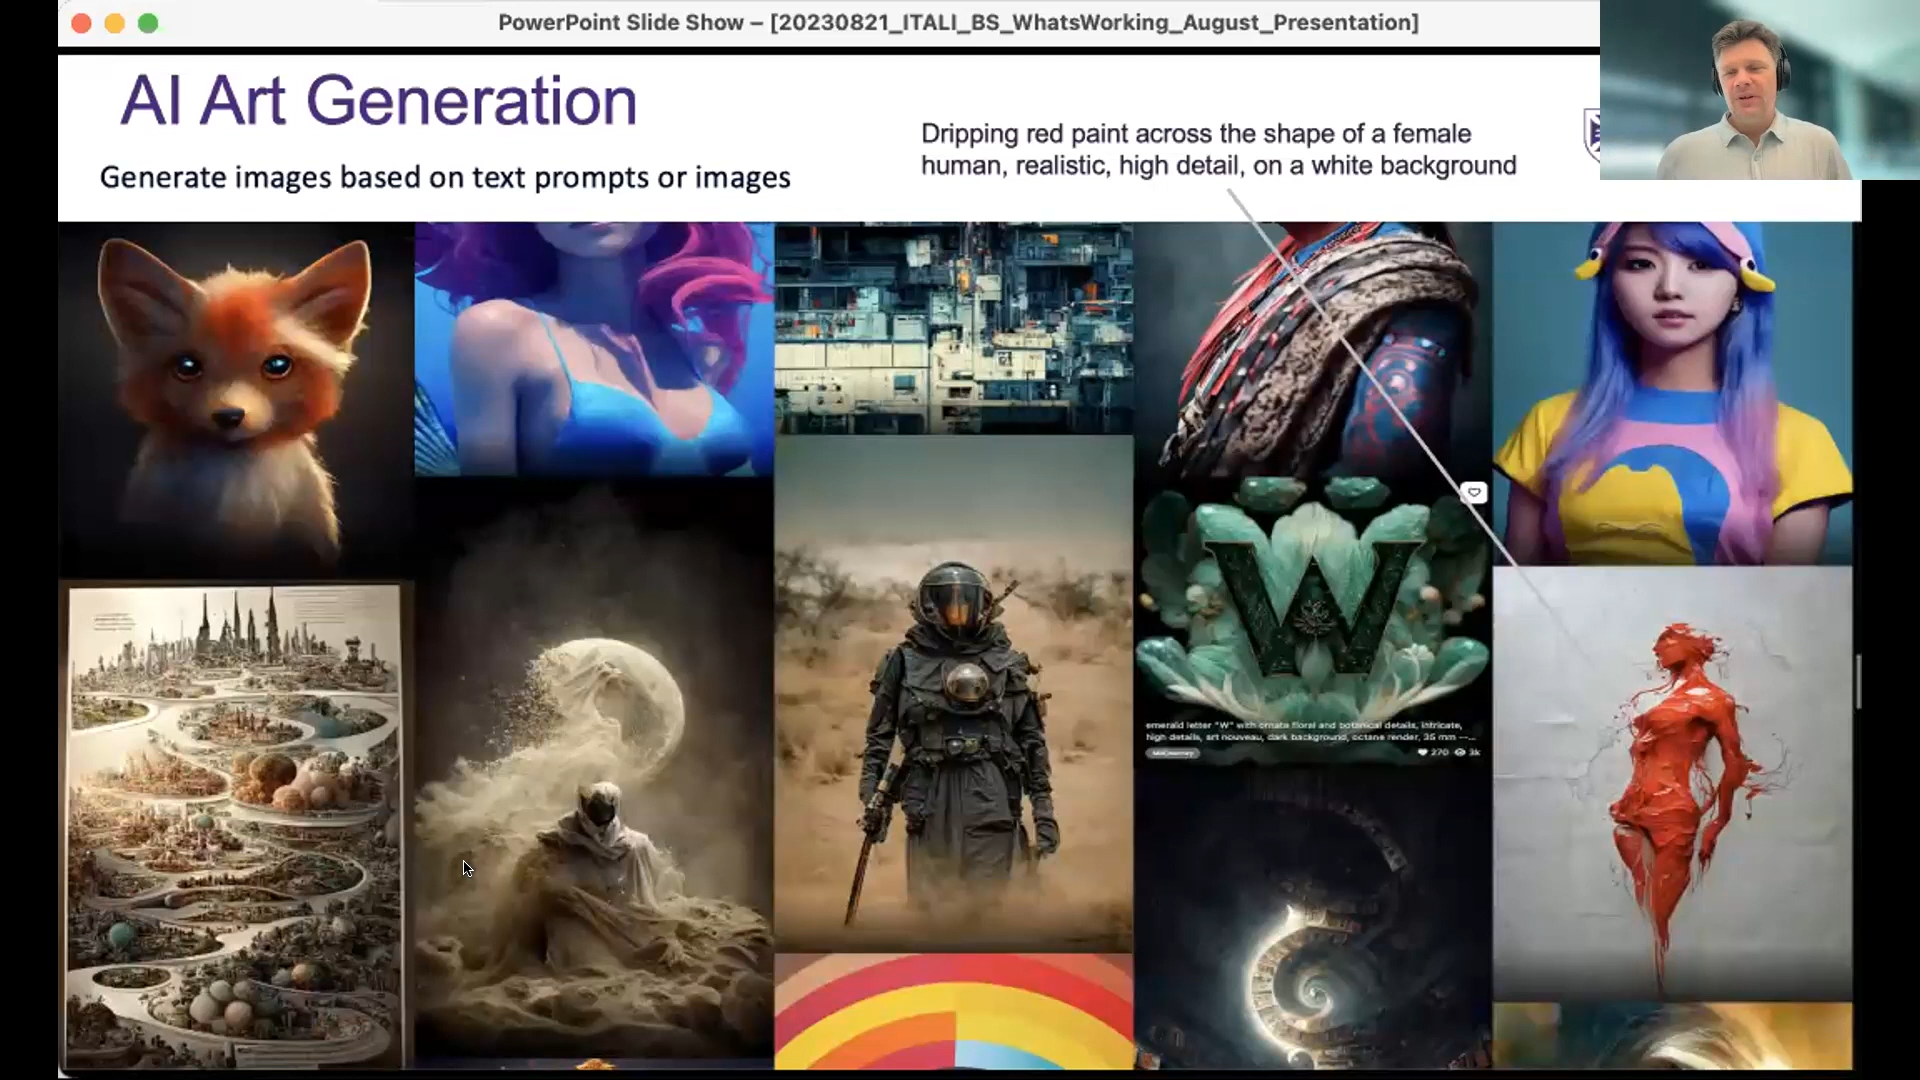 PowerPoint Slide Show – [20230821_ITALI_BS_WhatsWorking_August_Presentation]
AI Art Generation
Generate images based on text prompts or images
Dripping red paint across the shape of a female
human, realistic, high detail, on a white background
W
emerald letter "W" with ornate floral and botanical details, intricate,
high details, art nouveau, dark background, octane render, 35 mm --...
270 3k